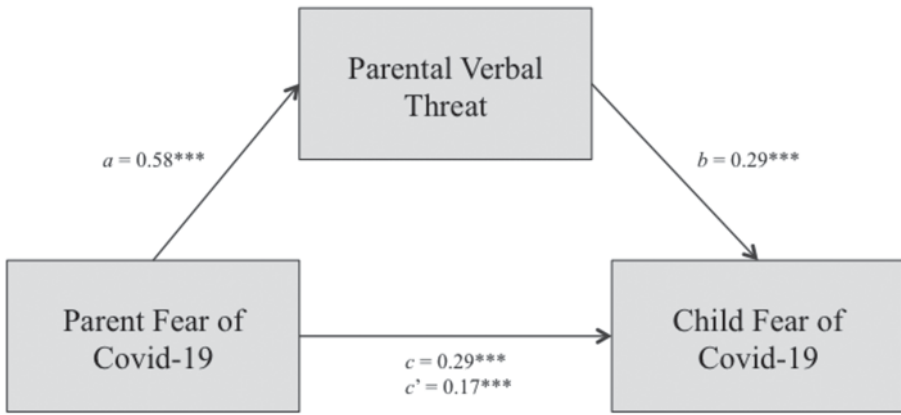 Parental Verbal
Threat
a = 0.58***
b = 0.29***
Parent Fear of
Covid-19
c = 0.29***
c’ = 0.17***
Child Fear of
Covid-19